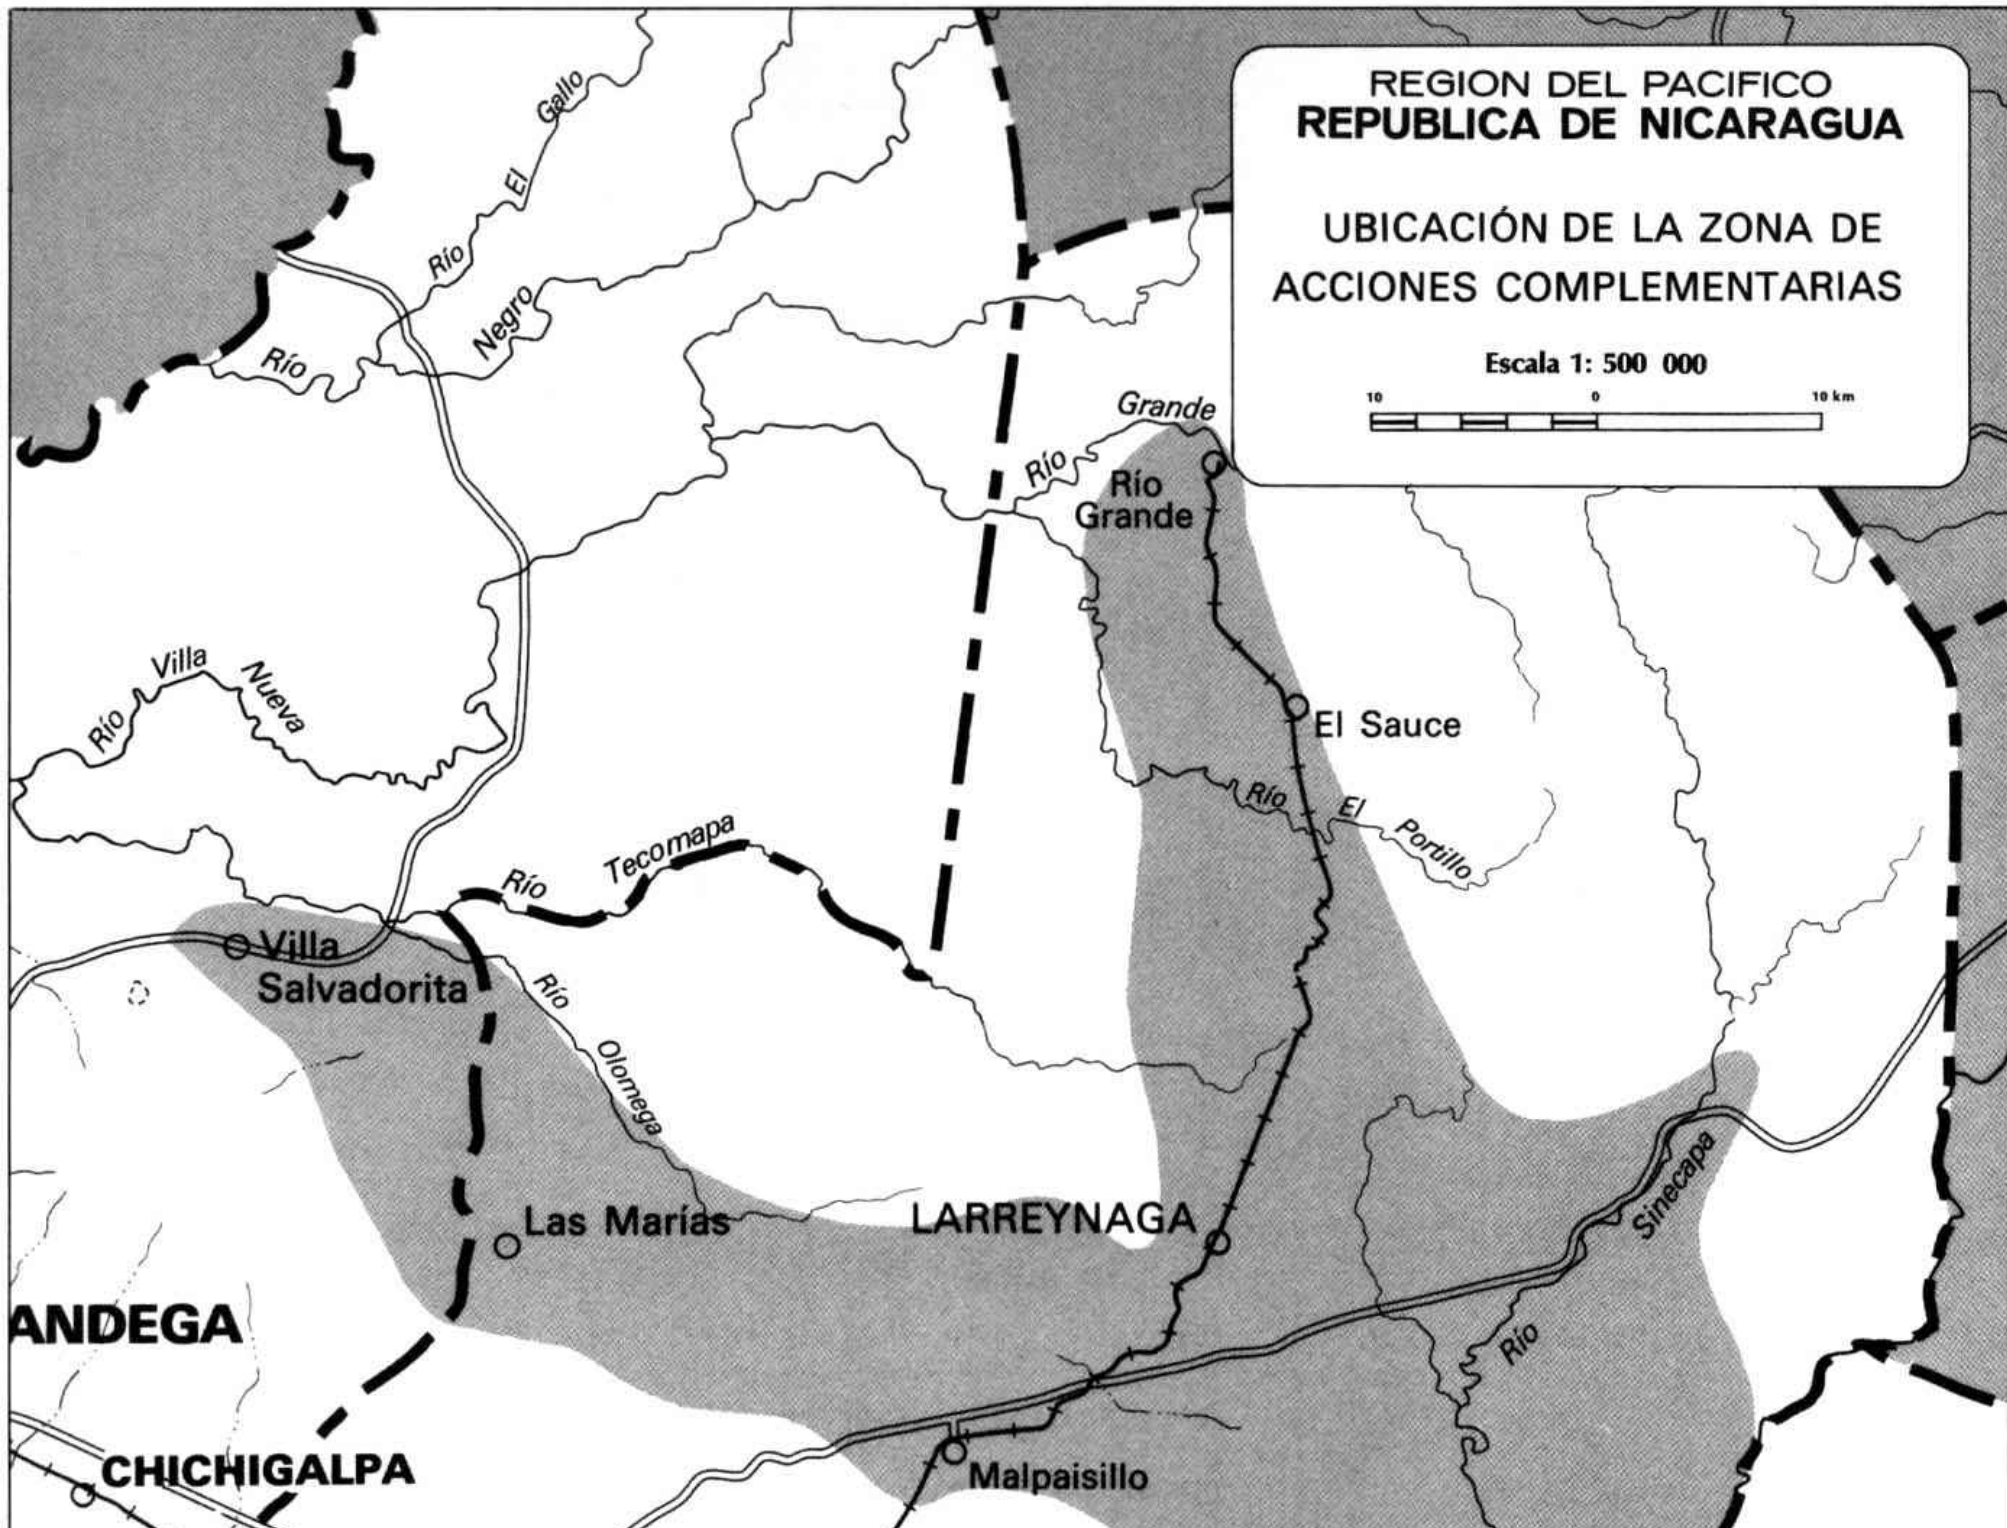 REGION DEL PACIFICO
REPUBLICA DE NICARAGUA
UBICACIÓN DE LA ZONA DE
ACCIONES COMPLEMENTARIAS
Escala 1: 500 000
10 0 10 km
Río El Gallo
Río Negro
Río Grande
Río
Grande
Río Villa Nueva
El Sauce
Río El Portillo
Río Tecomapa
Villa
Salvadorita
Río Olomega
Las Marías
LARREYNAGA
Río Sinecapa
ANDEGA
CHICHIGALPA
Malpaisillo